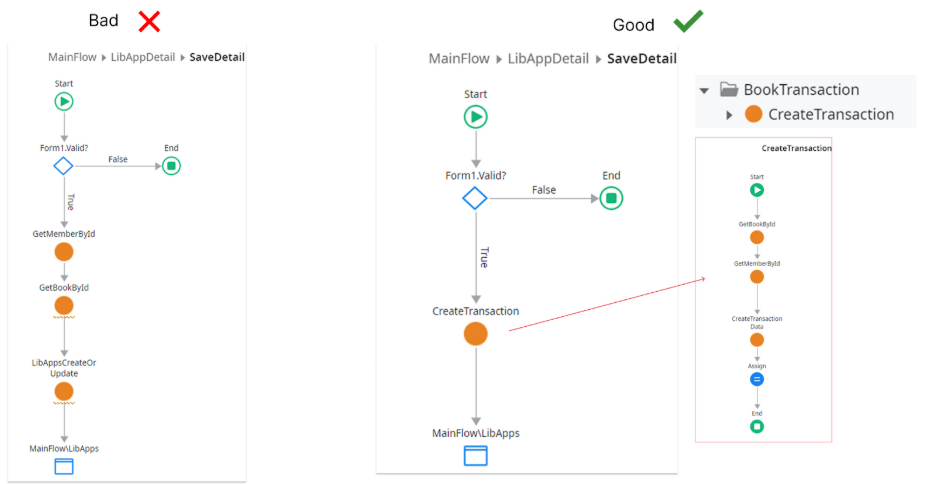 Bad
MainFlow LibAppDetail SaveDetail
Start
Form1.Valid?
False
End
True
GetMemberById
GetBookById
LibAppsCreateOr
Update
MainFlow\LibApps
Good
MainFlow LibAppDetail SaveDetail
Start
Form1.Valid?
False
End
True
CreateTransaction
MainFlow\LibApps
BookTransaction
CreateTransaction
CreateTransaction
Start
GetBookById
GetMemberById
CreateTransaction
Data
Assign
End